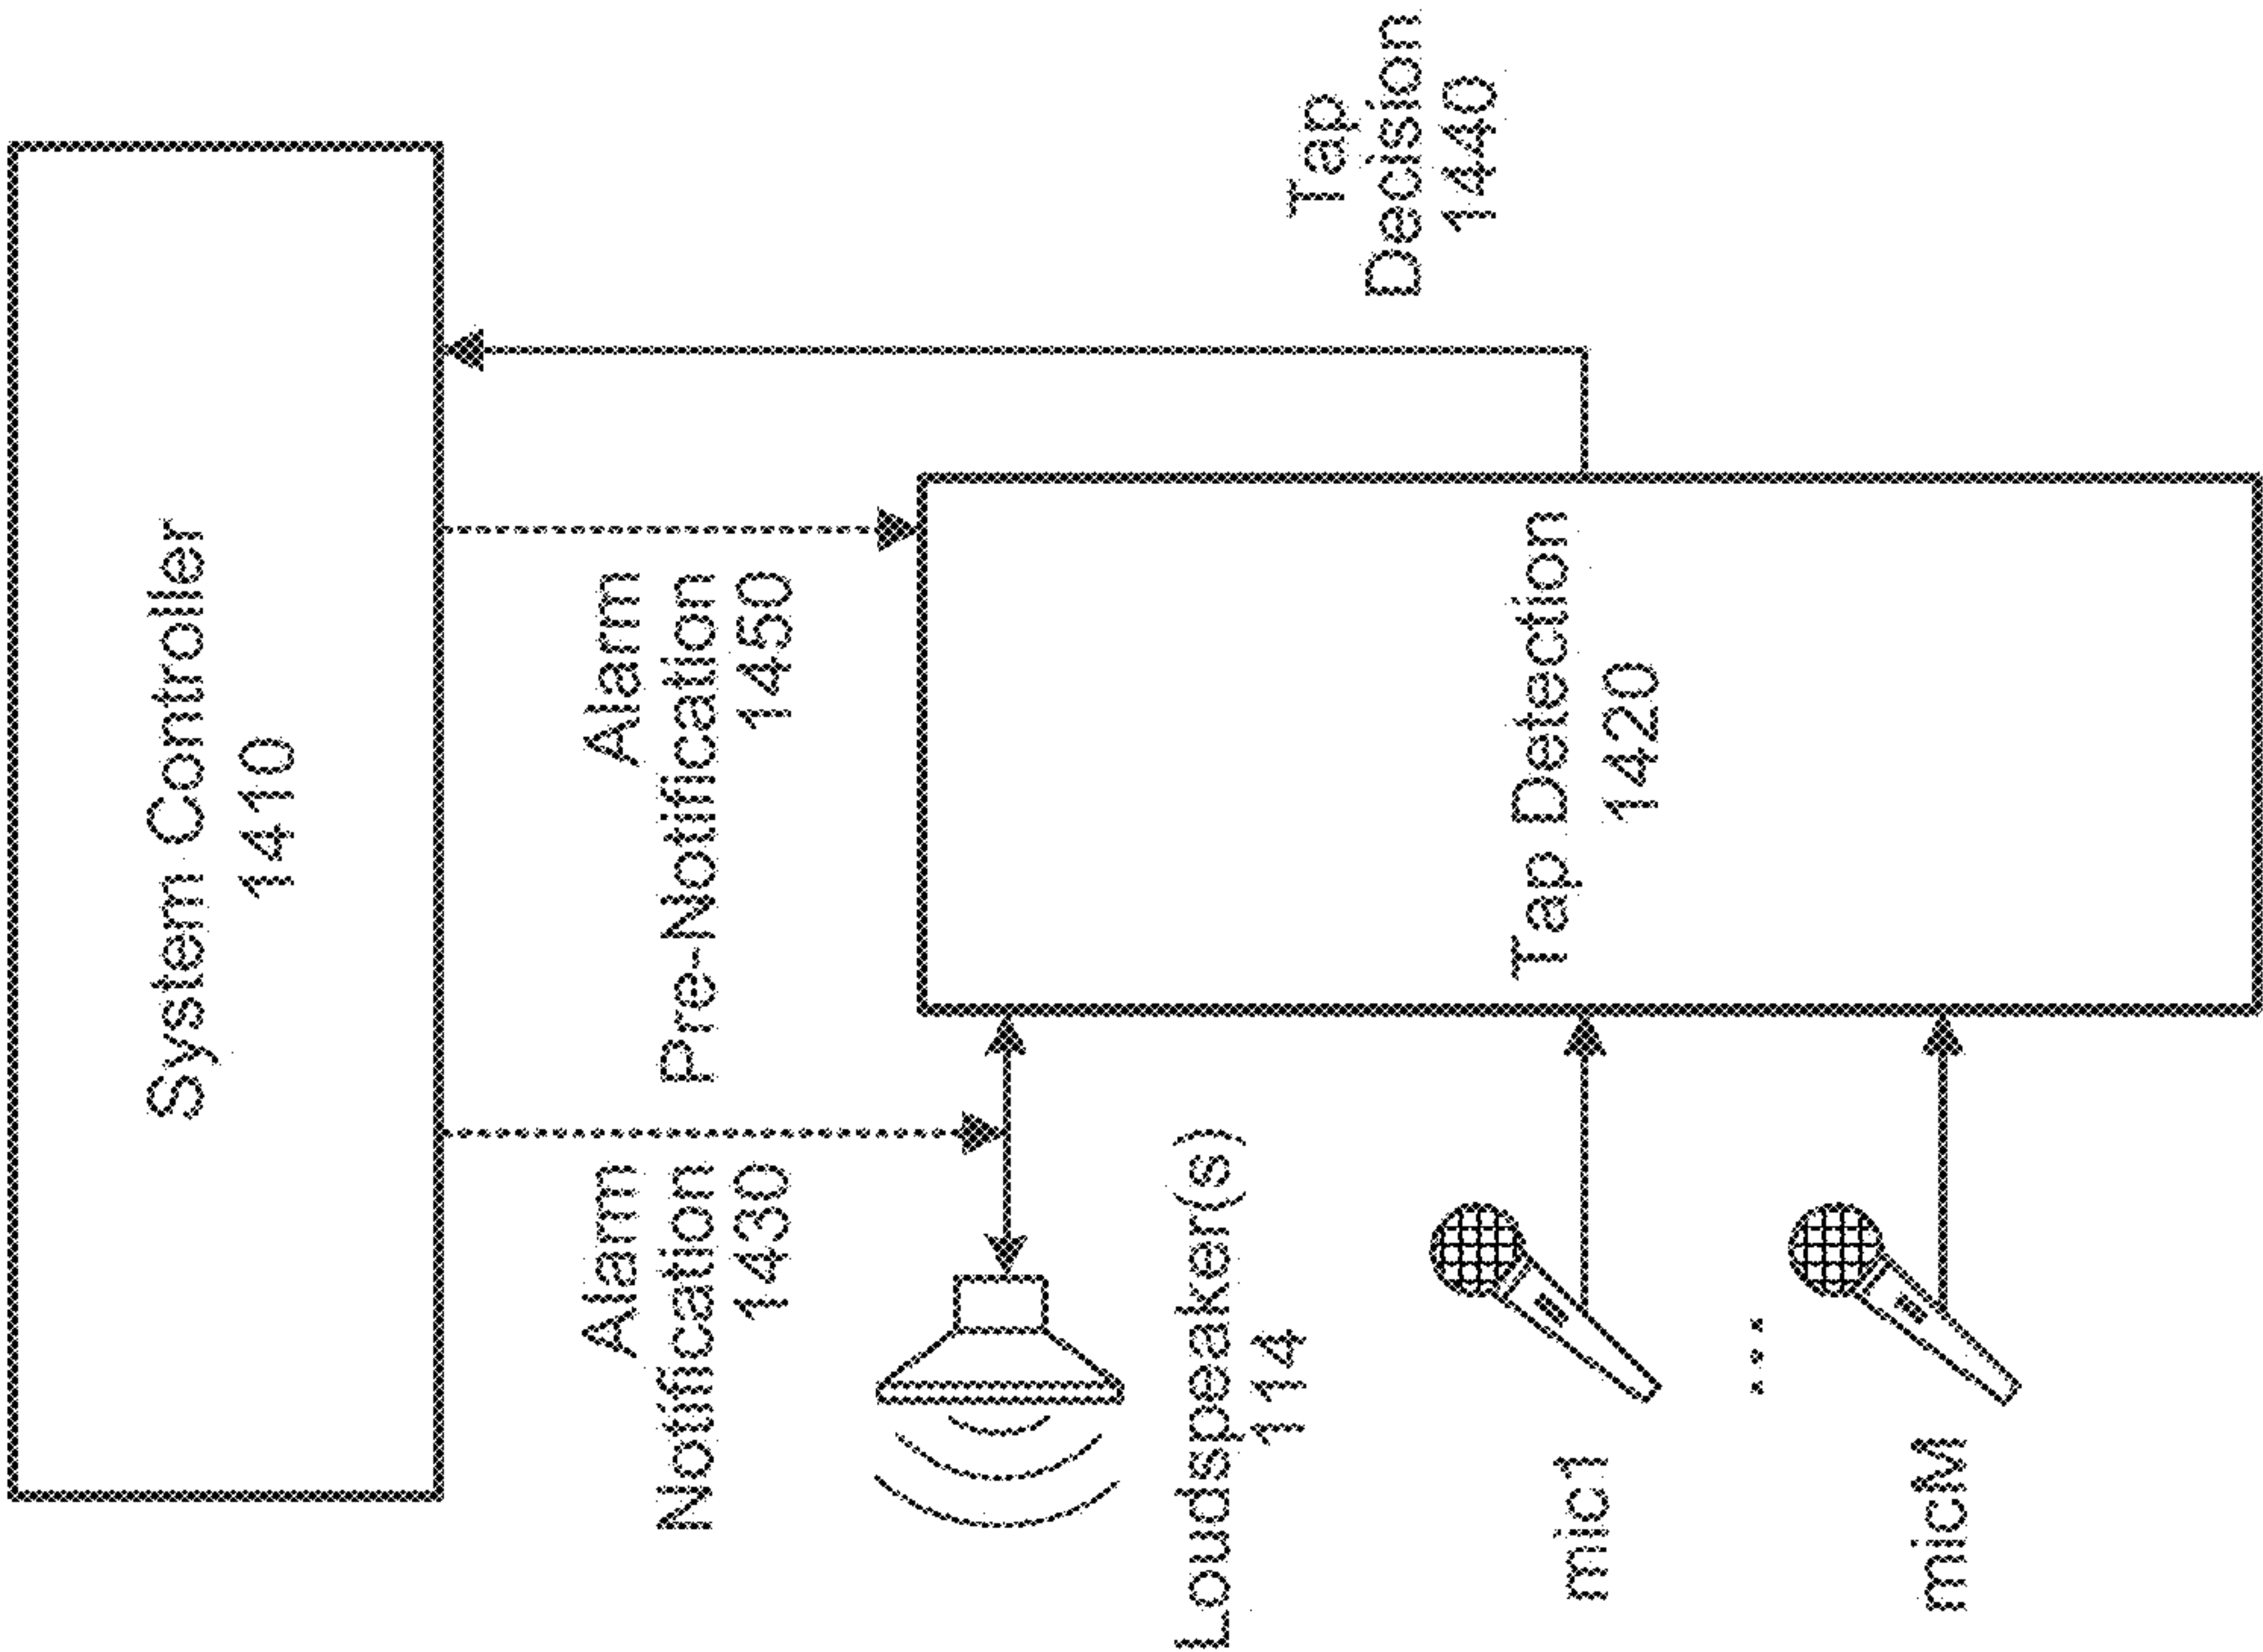 System Controller
1410
Alarm
Notification
1430
Alarm
Pre-Notification
1450
Tap
Decision
1440
Loudspeaker(s)
114
Tap Detection
1420
mic1
...
micM